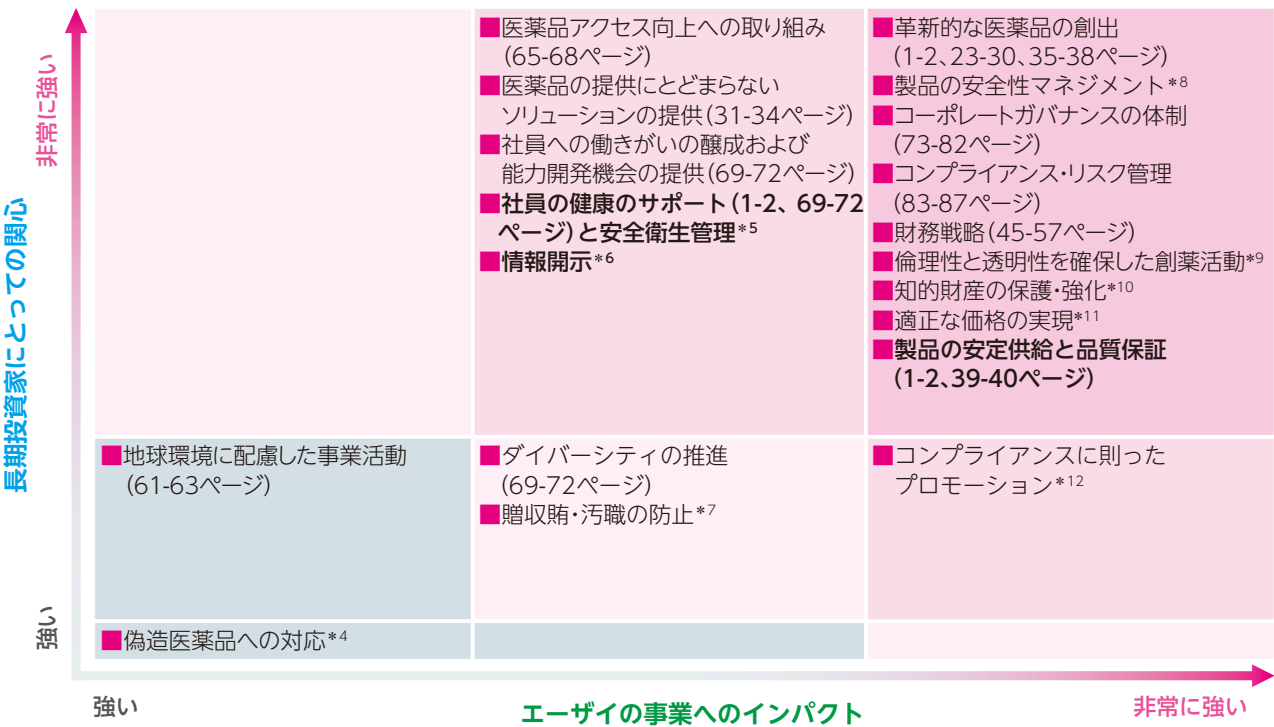 非常に強い
長期投資家にとっての関心
強い
■医薬品アクセス向上への取り組み
(65-68ページ)
■医薬品の提供にとどまらない
ソリューションの提供(31-34ページ)
■社員への働きがいの醸成および
能力開発機会の提供(69-72ページ)
■社員の健康のサポート(1-2、69-72
ページ)と安全衛生管理*5
■情報開示*6
■革新的な医薬品の創出
(1-2、23-30、35-38ページ)
■製品の安全性マネジメント*8
■コーポレートガバナンスの体制
(73-82ページ)
■コンプライアンス・リスク管理
(83-87ページ)
■財務戦略(45-57ページ)
■倫理性と透明性を確保した創薬活動*9
■知的財産の保護・強化*10
■適正な価格の実現*11
■製品の安定供給と品質保証
(1-2、39-40ページ)
■地球環境に配慮した事業活動
(61-63ページ)
■ダイバーシティの推進
(69-72ページ)
■贈収賄・汚職の防止*7
■コンプライアンスに則った
プロモーション*12
■偽造医薬品への対応*4
強い
エーザイの事業へのインパクト
非常に強い